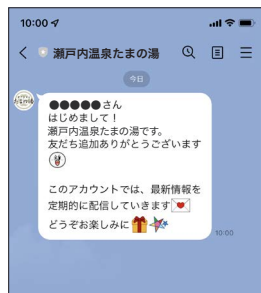 10:00
瀬戸内温泉たまの湯
今日
●●●●●さん
はじめまして！
瀬戸内温泉たまの湯です。
友だち追加ありがとうございます
このアカウントでは、最新情報を
定期的に配信していきます
どうぞお楽しみに
10:00